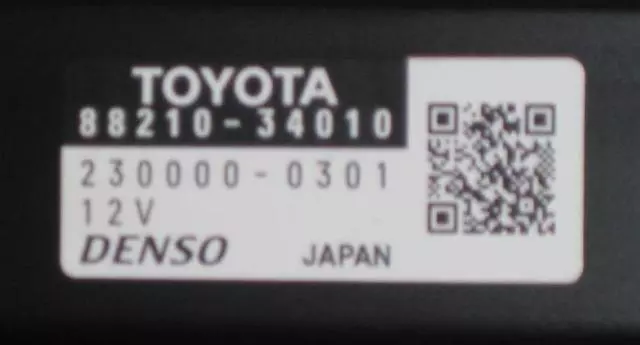 TOYOTA
88210-34010
230000-0301
12V
DENSO JAPAN